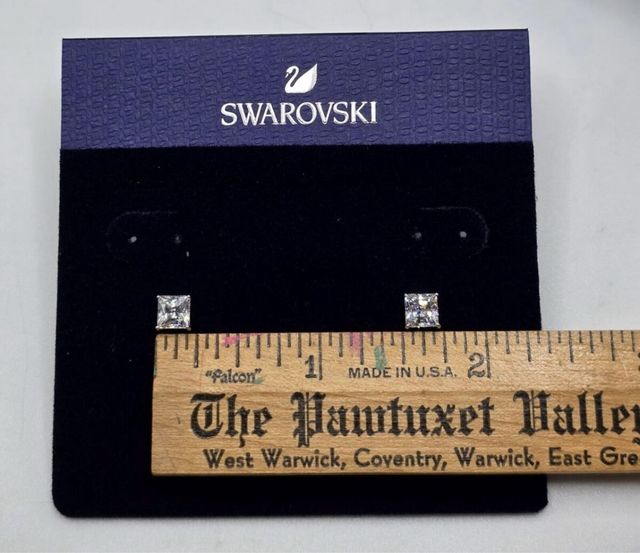 SWAROVSKI
1 2
"Falcon" MADE IN U.S.A.
The Pawtuxet Valley
West Warwick, Coventry, Warwick, East Gre